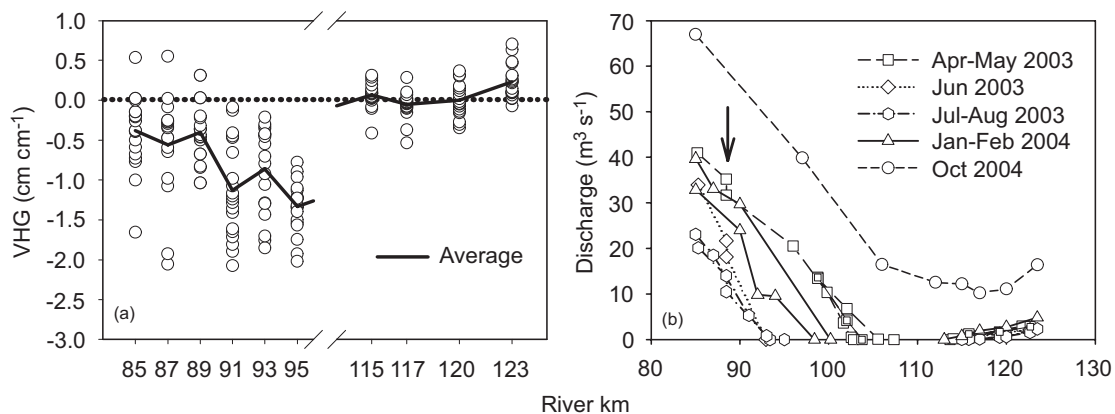 1.0
0.5
0.0
-0.5
-1.0
-1.5
-2.0
-2.5
-3.0
VHG (cm cm⁻¹)
Average
(a)
85 87 89 91 93 95 115 117 120 123
70
60
50
40
30
20
10
0
Discharge (m³ s⁻¹)
Apr-May 2003
Jun 2003
Jul-Aug 2003
Jan-Feb 2004
Oct 2004
(b)
80 90 100 110 120 130
River km